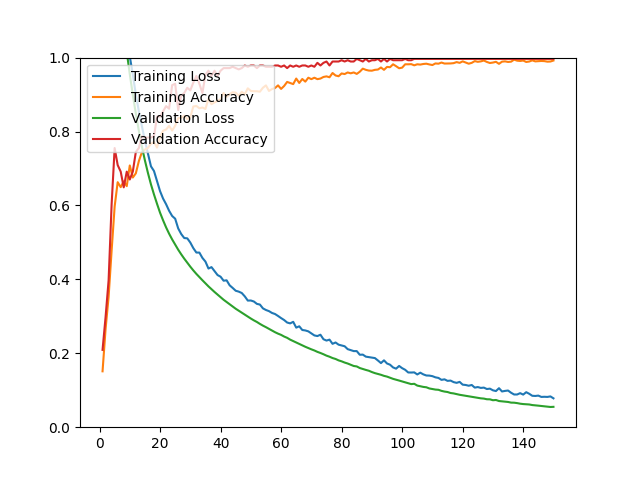 1.0
0.8
0.6
0.4
0.2
0.0
Training Loss
Training Accuracy
Validation Loss
Validation Accuracy
0 20 40 60 80 100 120 140